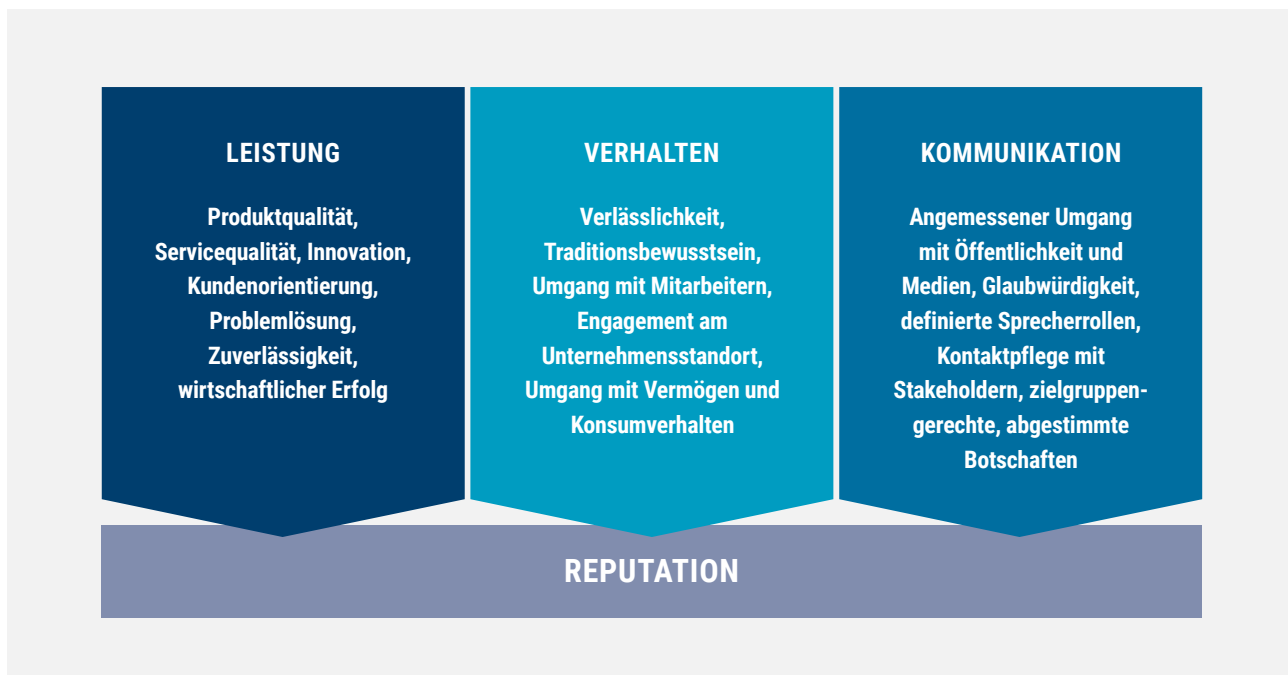 LEISTUNG
Produktqualität,
Servicequalität, Innovation,
Kundenorientierung,
Problemlösung,
Zuverlässigkeit,
wirtschaftlicher Erfolg
VERHALTEN
Verlässlichkeit,
Traditionsbewusstsein,
Umgang mit Mitarbeitern,
Engagement am
Unternehmensstandort,
Umgang mit Vermögen und
Konsumverhalten
KOMMUNIKATION
Angemessener Umgang
mit Öffentlichkeit und
Medien, Glaubwürdigkeit,
definierte Sprecherrollen,
Kontaktpflege mit
Stakeholdern, zielgruppen-
gerechte, abgestimmte
Botschaften
REPUTATION